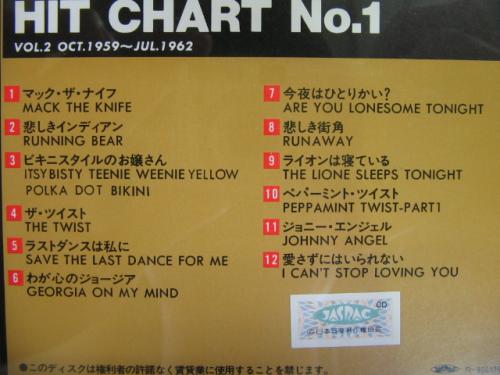 HIT CHART No.1
VOL.2 OCT.1959〜JUL.1962
1 マック・ザ・ナイフ
MACK THE KNIFE
2 悲しきインディアン
RUNNING BEAR
3 ビキニスタイルのお嬢さん
ITSY BISTY TEENIE WEENIE YELLOW
POLKA DOT BIKINI
4 ザ・ツイスト
THE TWIST
5 ラストダンスは私に
SAVE THE LAST DANCE FOR ME
6 わが心のジョージア
GEORGIA ON MY MIND
7 今夜はひとりかい?
ARE YOU LONESOME TONIGHT
8 悲しき街角
RUNAWAY
9 ライオンは寝ている
THE LIONE SLEEPS TONIGHT
10 ペパーミント・ツイスト
PEPPAMINT TWIST-PART1
11 ジョニー・エンジェル
JOHNNY ANGEL
12 愛さずにはいられない
I CAN'T STOP LOVING YOU
JASRAC
CD
●このディスクは権利者の許諾なく賃貸業に使用することを禁じます。